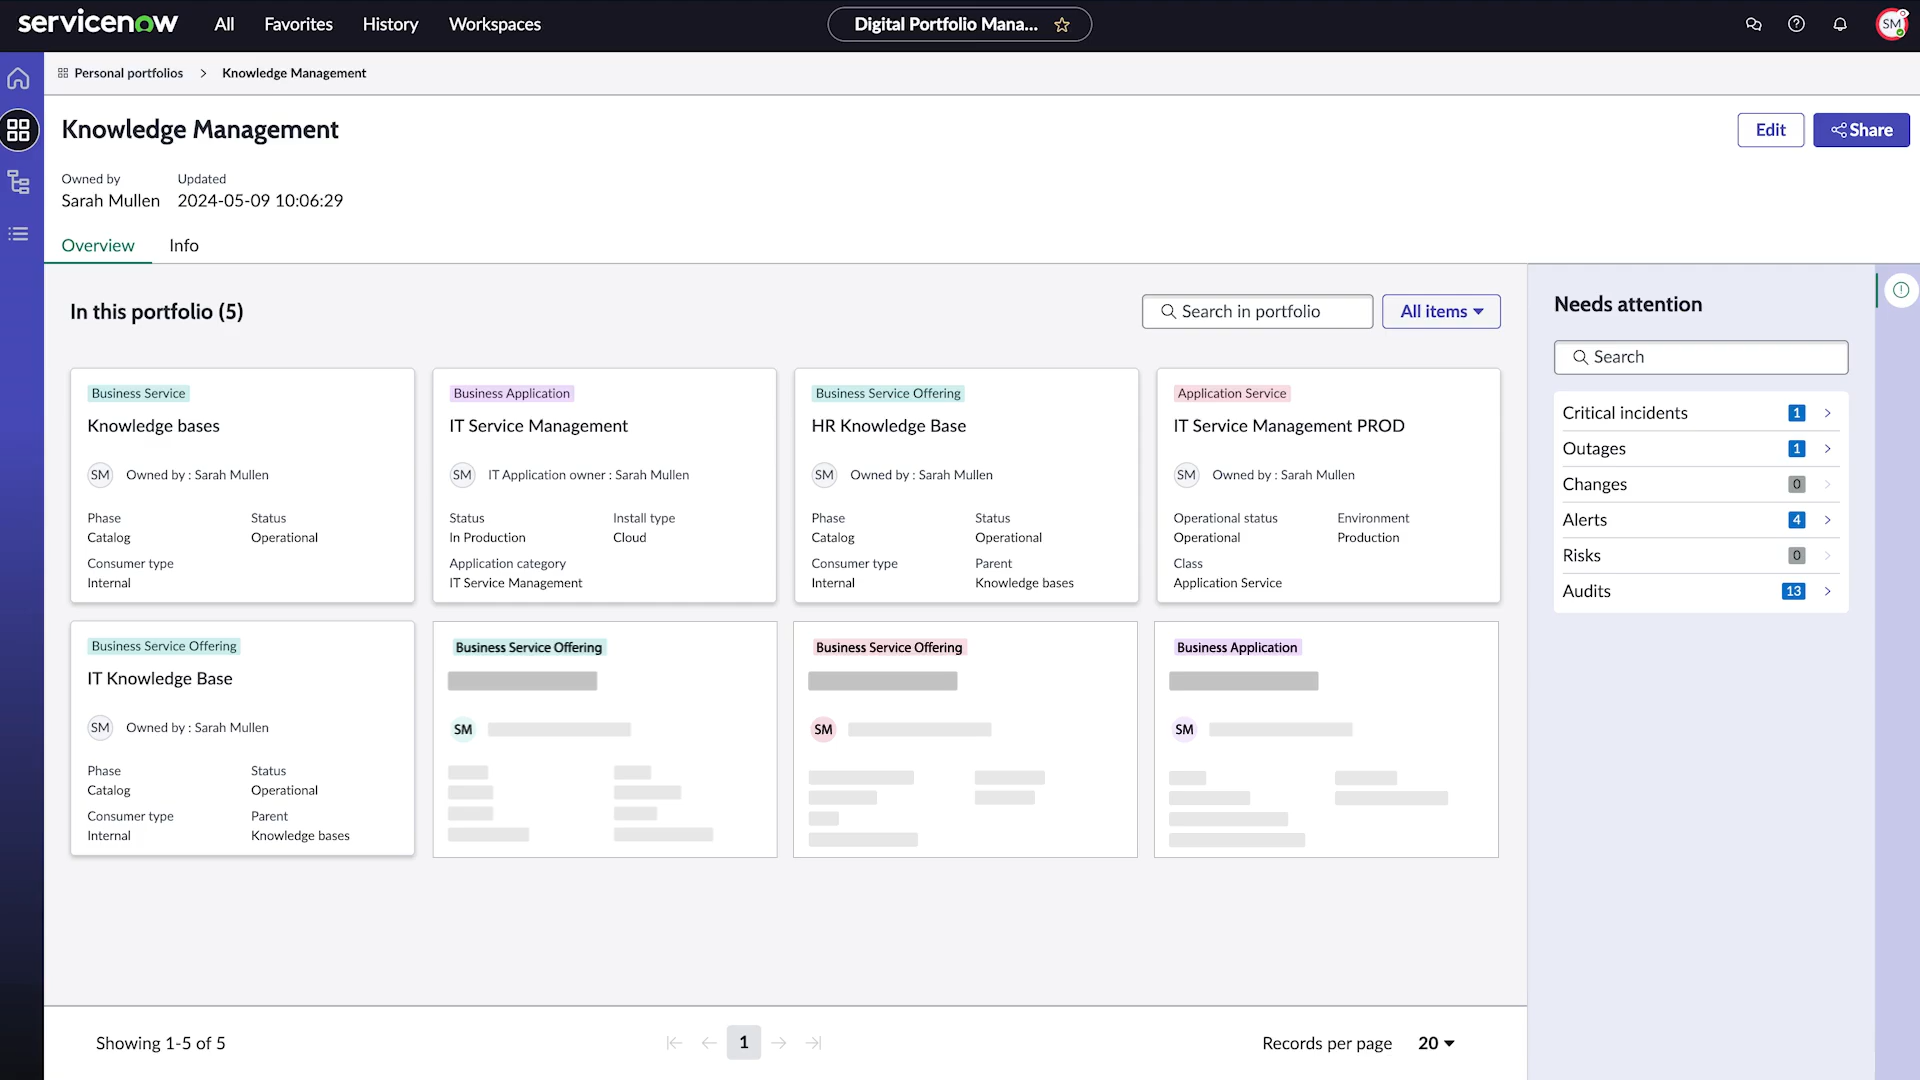 servicenow All Favorites History Workspaces Digital Portfolio Mana... SM
Personal portfolios > Knowledge Management
Knowledge Management Edit Share
Owned by Updated
Sarah Mullen 2024-05-09 10:06:29
Overview Info
In this portfolio (5) Search in portfolio All items
Business Service
Knowledge bases
SM Owned by : Sarah Mullen
Phase Status
Catalog Operational
Consumer type
Internal
Business Application
IT Service Management
SM IT Application owner : Sarah Mullen
Status Install type
In Production Cloud
Application category
IT Service Management
Business Service Offering
HR Knowledge Base
SM Owned by : Sarah Mullen
Phase Status
Catalog Operational
Consumer type Parent
Internal Knowledge bases
Application Service
IT Service Management PROD
SM Owned by : Sarah Mullen
Operational status Environment
Operational Production
Class
Application Service
Business Service Offering
IT Knowledge Base
SM Owned by : Sarah Mullen
Phase Status
Catalog Operational
Consumer type Parent
Internal Knowledge bases
Business Service Offering
SM
Business Service Offering
SM
Business Application
SM
Needs attention
Search
Critical incidents 1
Outages 1
Changes 0
Alerts 4
Risks 0
Audits 13
Showing 1-5 of 5 1 Records per page 20